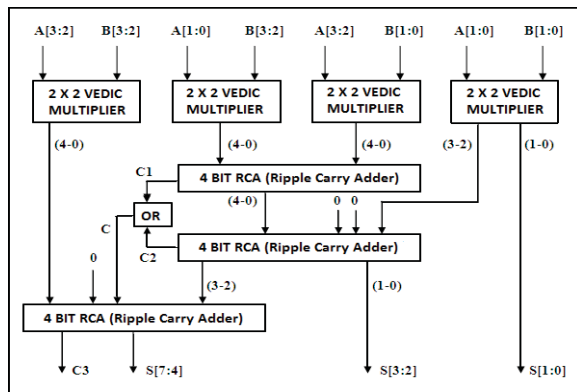 A[3:2] B[3:2] A[1:0] B[3:2] A[3:2] B[1:0] A[1:0] B[1:0]
2 X 2 VEDIC MULTIPLIER
2 X 2 VEDIC MULTIPLIER
2 X 2 VEDIC MULTIPLIER
2 X 2 VEDIC MULTIPLIER
(4-0) (4-0) (4-0) (3-2) (1-0)
C1
4 BIT RCA (Ripple Carry Adder)
(4-0) 0 0
OR
C
C2
4 BIT RCA (Ripple Carry Adder)
0
(3-2) (1-0)
4 BIT RCA (Ripple Carry Adder)
C3 S[7:4] S[3:2] S[1:0]